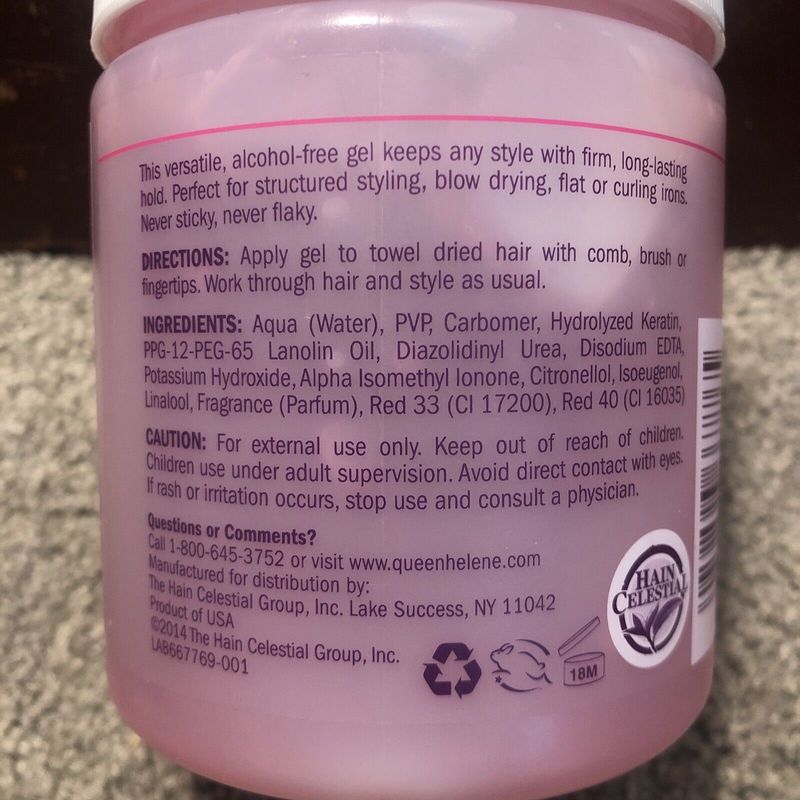 This versatile, alcohol-free gel keeps any style with firm, long-lasting
hold. Perfect for structured styling, blow drying, flat or curling irons.
Never sticky, never flaky.
DIRECTIONS: Apply gel to towel dried hair with comb, brush or
fingertips. Work through hair and style as usual.
INGREDIENTS: Aqua (Water), PVP, Carbomer, Hydrolyzed Keratin,
PPG-12-PEG-65 Lanolin Oil, Diazolidinyl Urea, Disodium EDTA,
Potassium Hydroxide, Alpha Isomethyl Ionone, Citronellol, Isoeugenol,
Linalool, Fragrance (Parfum), Red 33 (CI 17200), Red 40 (CI 16035)
CAUTION: For external use only. Keep out of reach of children.
Children use under adult supervision. Avoid direct contact with eyes.
If rash or irritation occurs, stop use and consult a physician.
Questions or Comments?
Call 1-800-645-3752 or visit www.queenhelene.com
Manufactured for distribution by:
The Hain Celestial Group, Inc. Lake Success, NY 11042
Product of USA
©2014 The Hain Celestial Group, Inc.
LAB667769-001
18M
HAIN
CELESTIAL